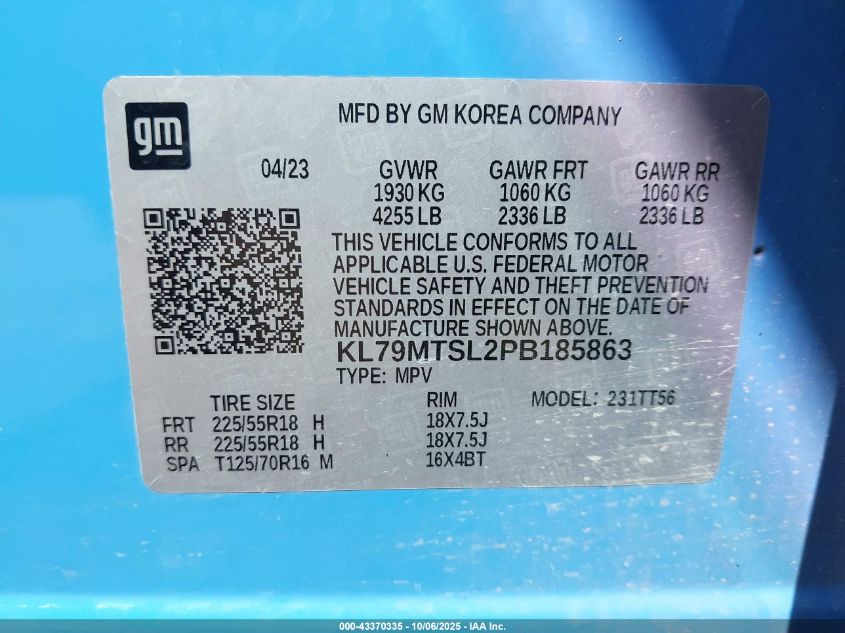 gm
MFD BY GM KOREA COMPANY
04/23 GVWR GAWR FRT GAWR RR
1930 KG 1060 KG 1060 KG
4255 LB 2336 LB 2336 LB
THIS VEHICLE CONFORMS TO ALL
APPLICABLE U.S. FEDERAL MOTOR
VEHICLE SAFETY AND THEFT PREVENTION
STANDARDS IN EFFECT ON THE DATE OF
MANUFACTURE SHOWN ABOVE.
KL79MTSL2PB185863
TYPE: MPV
TIRE SIZE RIM MODEL: 231TT56
FRT 225/55R18 H 18X7.5J
RR 225/55R18 H 18X7.5J
SPA T125/70R16 M 16X4BT
000-43370335 - 10/06/2025 - IAA Inc.